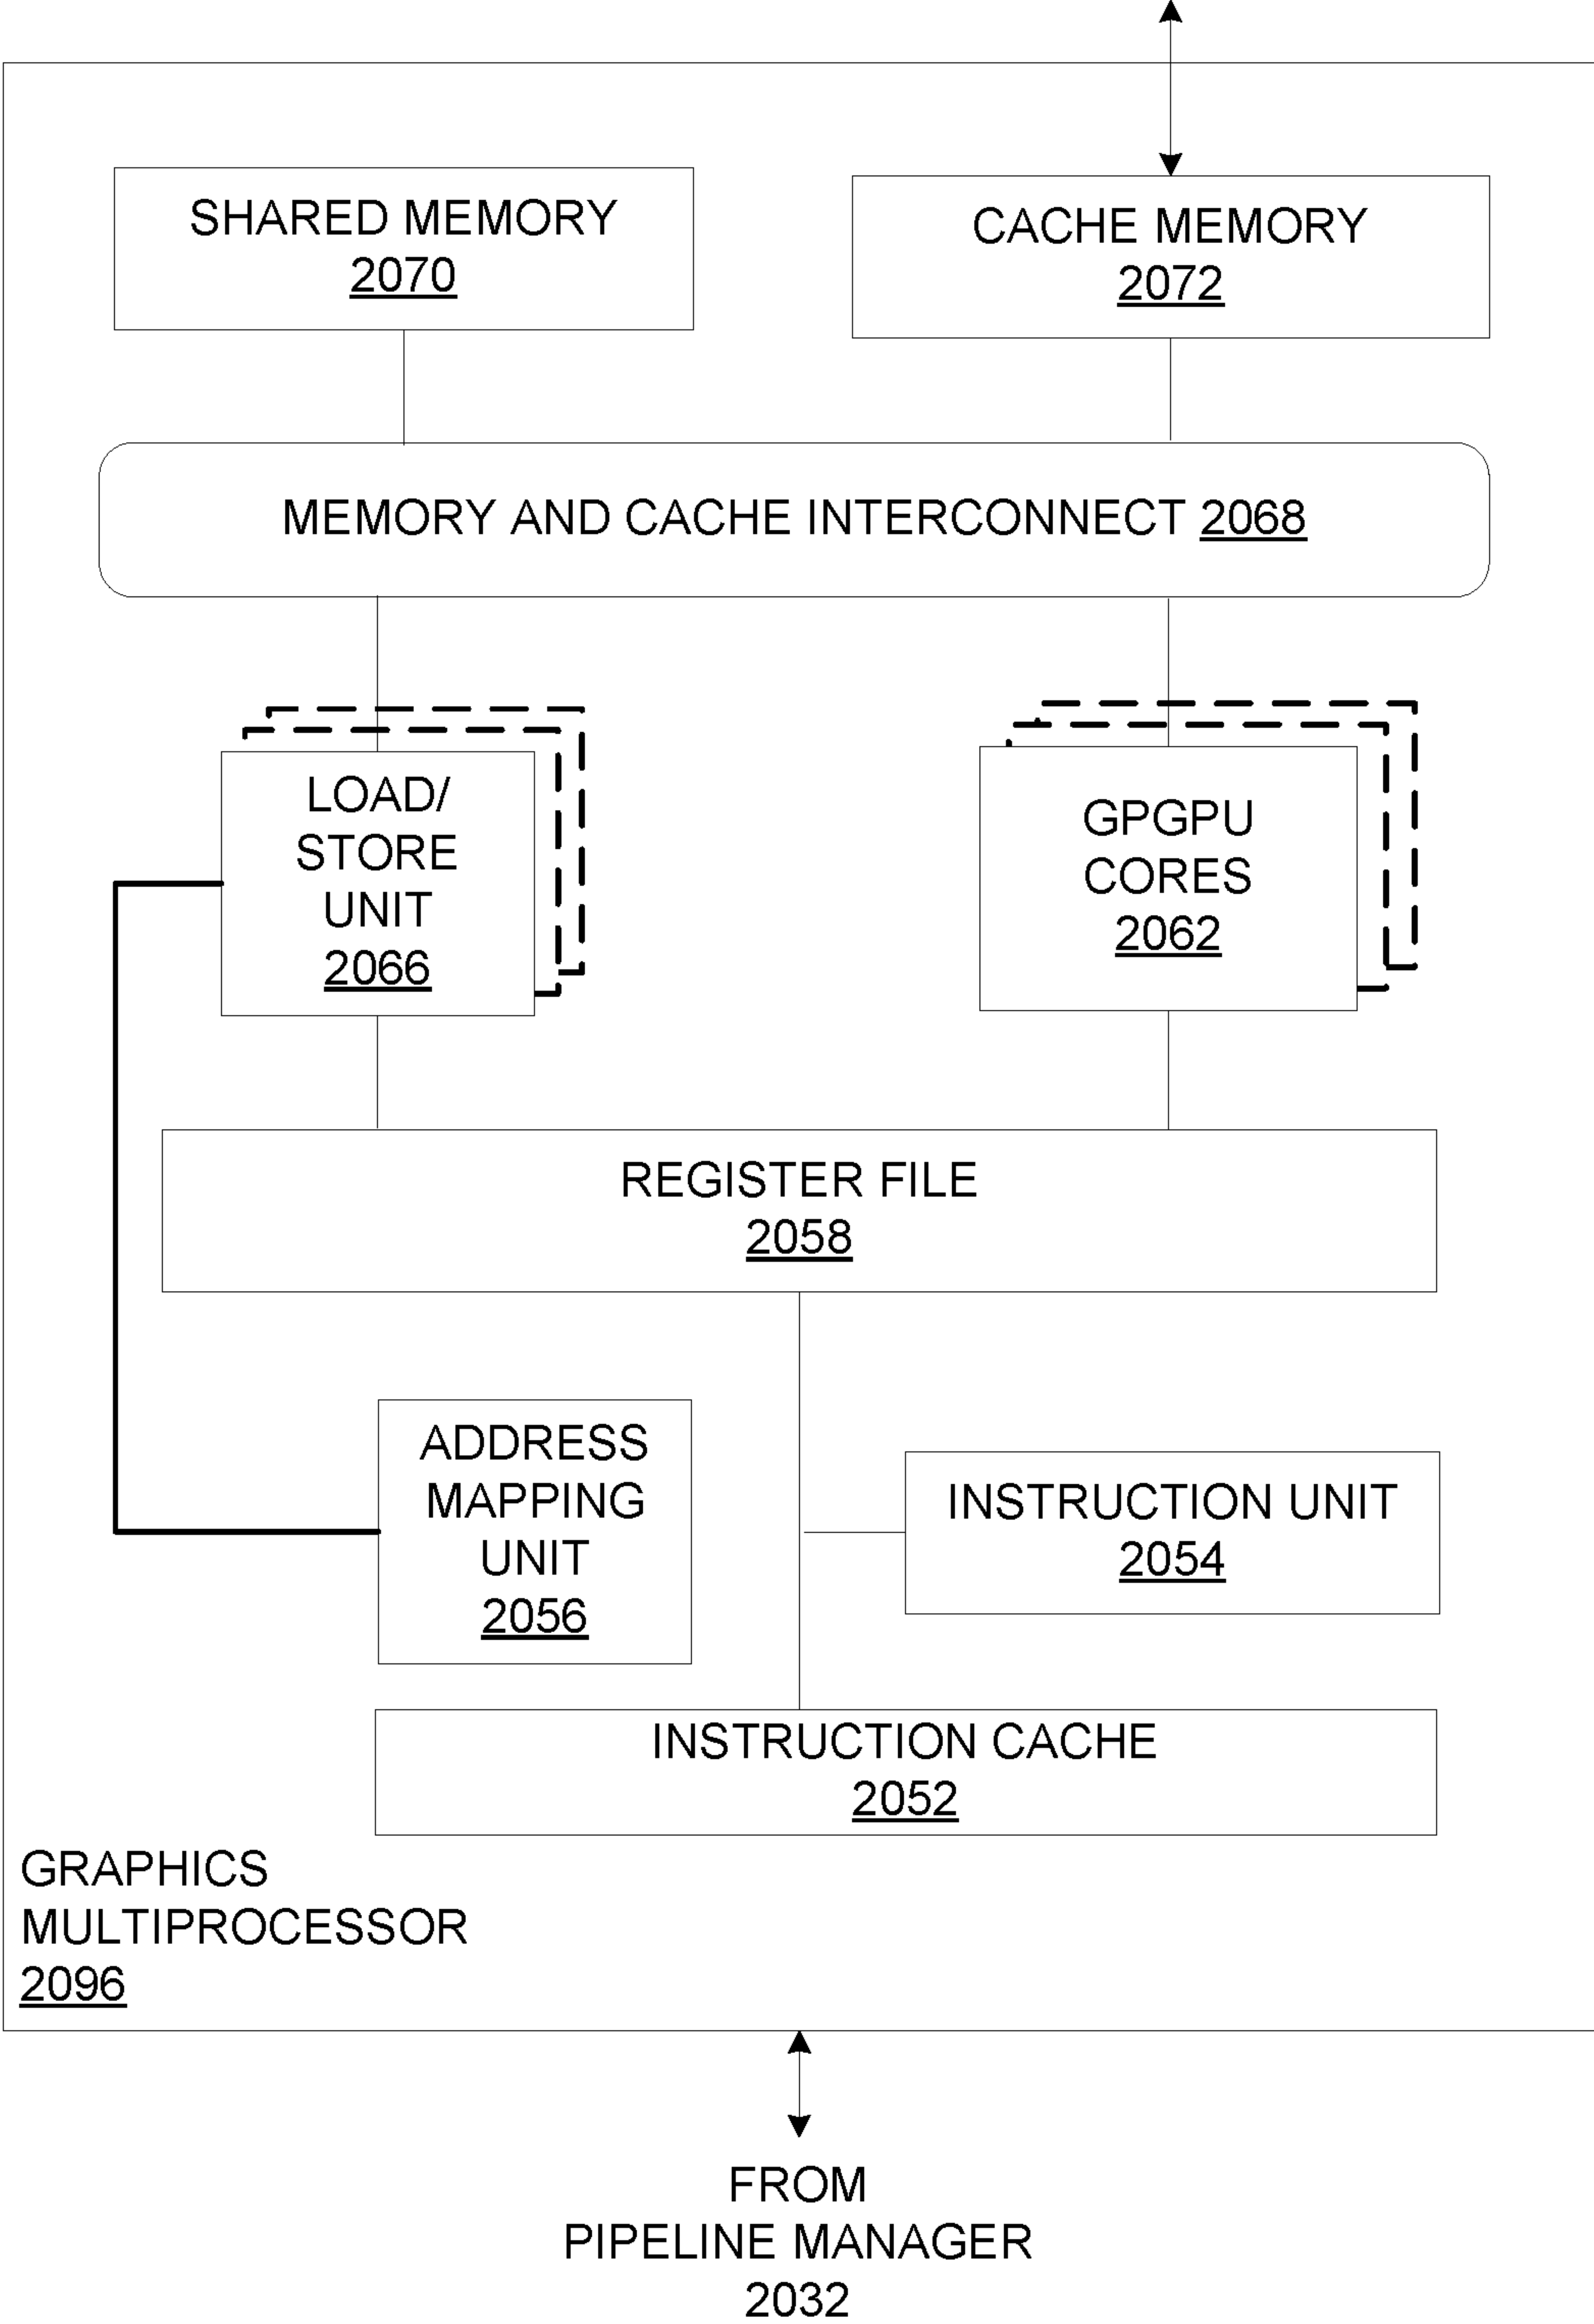 SHARED MEMORY
2070
CACHE MEMORY
2072
MEMORY AND CACHE INTERCONNECT 2068
LOAD/
STORE
UNIT
2066
GPGPU
CORES
2062
REGISTER FILE
2058
ADDRESS
MAPPING
UNIT
2056
INSTRUCTION UNIT
2054
INSTRUCTION CACHE
2052
GRAPHICS
MULTIPROCESSOR
2096
FROM
PIPELINE MANAGER
2032